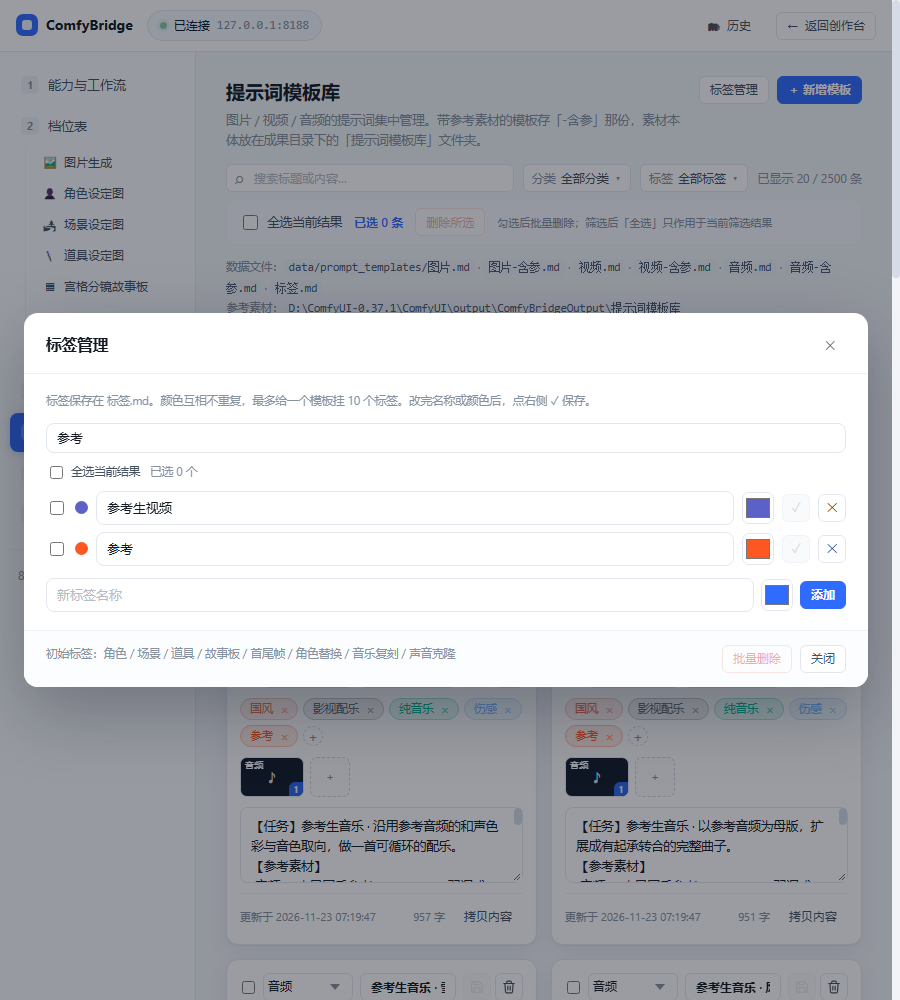 ComfyBridge
已连接 127.0.0.1:8188
历史
← 返回创作台
1 能力与工作流
2 档位表
图片生成
角色设定图
场景设定图
道具设定图
宫格分镜故事板
提示词模板库
标签管理
+ 新增模板
图片 / 视频 / 音频的提示词集中管理。带参考素材的模板存「-含参」那份，素材本
体放在成果目录下的「提示词模板库」文件夹。
搜索标题或内容...
分类 全部分类
标签 全部标签
已显示 20 / 2500 条
全选当前结果 已选 0 条
删除所选
勾选后批量删除；筛选后「全选」只作用于当前筛选结果
数据文件: data/prompt_templates/图片.md · 图片-含参.md · 视频.md · 视频-含参.md · 音频.md · 音频-含
参.md · 标签.md
参考素材: D:\ComfyUI-0.37.1\ComfyUI\output\ComfyBridgeOutput\提示词模板库
标签管理
×
标签保存在 标签.md。颜色互相不重复，最多给一个模板挂 10 个标签。改完名称或颜色后，点右侧 ✓ 保存。
参考
全选当前结果 已选 0 个
参考生视频
✓ ×
参考
✓ ×
新标签名称
添加
初始标签：角色 / 场景 / 道具 / 故事板 / 首尾帧 / 角色替换 / 音乐复刻 / 声音克隆
批量删除
关闭
8
国风 × 影视配乐 × 纯音乐 × 伤感 ×
参考 × +
音频
♪
1
+
【任务】参考生音乐 · 沿用参考音频的和声色
彩与音色取向，做一首可循环的配乐。
【参考素材】
更新于 2026-11-23 07:19:47 957 字 拷贝内容
国风 × 影视配乐 × 纯音乐 × 伤感 ×
参考 × +
音频
♪
1
+
【任务】参考生音乐 · 以参考音频为母版，扩
展成有起承转合的完整曲子。
【参考素材】
更新于 2026-11-23 07:19:47 951 字 拷贝内容
音频
参考生音乐 ·
音频
参考生音乐 ·